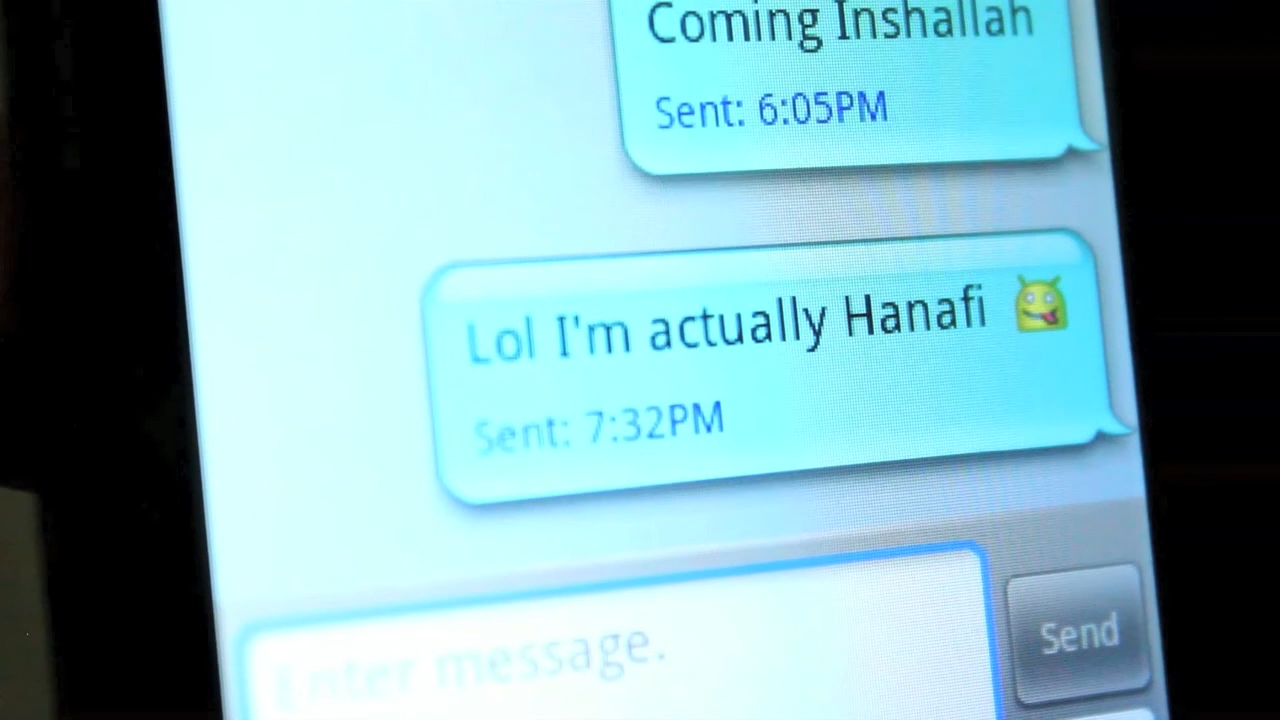 Coming Inshallah
Sent: 6:05PM
Lol I'm actually Hanafi
Sent: 7:32PM
Enter message.
Send